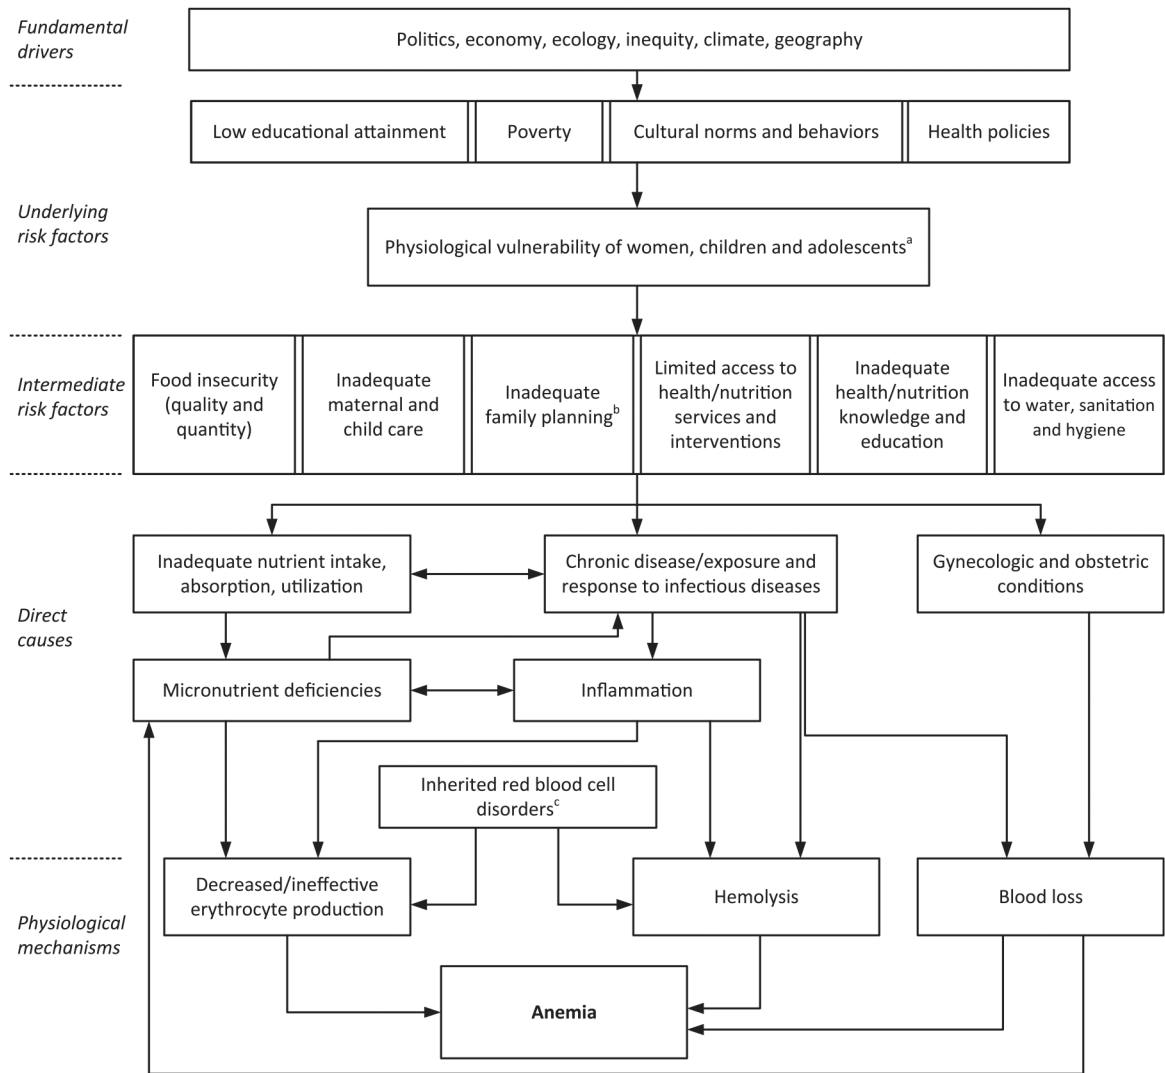 Fundamental
drivers
Politics, economy, ecology, inequity, climate, geography
Low educational attainment
Poverty
Cultural norms and behaviors
Health policies
Underlying
risk factors
Physiological vulnerability of women, children and adolescentsᵃ
Intermediate
risk factors
Food insecurity
(quality and
quantity)
Inadequate
maternal and
child care
Inadequate
family planningᵇ
Limited access to
health/nutrition
services and
interventions
Inadequate
health/nutrition
knowledge and
education
Inadequate access
to water, sanitation
and hygiene
Direct
causes
Inadequate nutrient intake,
absorption, utilization
Chronic disease/exposure and
response to infectious diseases
Gynecologic and obstetric
conditions
Micronutrient deficiencies
Inflammation
Inherited red blood cell
disordersᶜ
Physiological
mechanisms
Decreased/ineffective
erythrocyte production
Hemolysis
Blood loss
Anemia